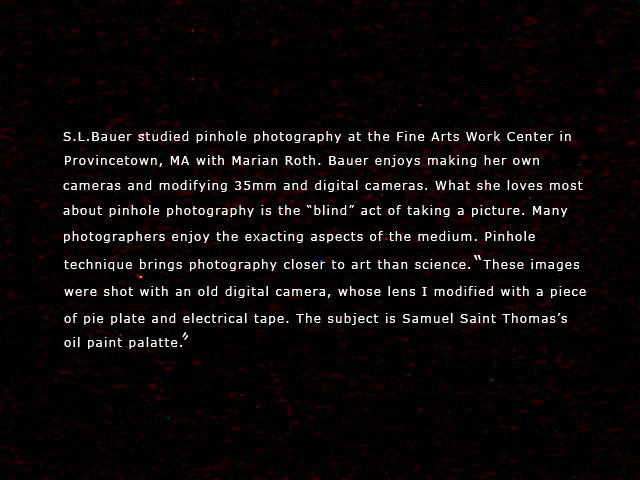 S.L.Bauer studied pinhole photography at the Fine Arts Work Center in
Provincetown, MA with Marian Roth. Bauer enjoys making her own
cameras and modifying 35mm and digital cameras. What she loves most
about pinhole photography is the “blind” act of taking a picture. Many
photographers enjoy the exacting aspects of the medium. Pinhole
technique brings photography closer to art than science.“These images
were shot with an old digital camera, whose lens I modified with a piece
of pie plate and electrical tape. The subject is Samuel Saint Thomas’s
oil paint palatte.”